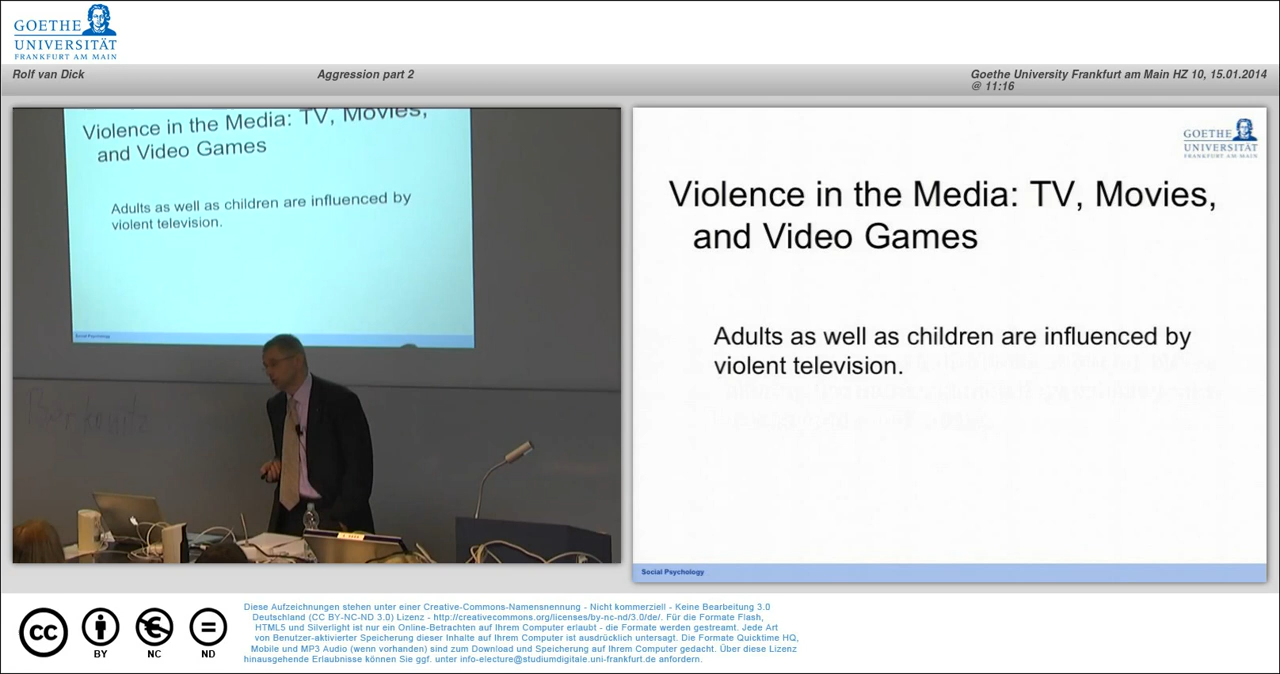 GOETHE
UNIVERSITÄT
FRANKFURT AM MAIN
Rolf van Dick
Aggression part 2
Goethe University Frankfurt am Main HZ 10, 15.01.2014
@ 11:16
Violence in the Media: TV, Movies,
and Video Games
Adults as well as children are influenced by
violent television.
Social Psychology
Berkowitz
GOETHE
UNIVERSITÄT
FRANKFURT AM MAIN
Violence in the Media: TV, Movies,
and Video Games
Adults as well as children are influenced by
violent television.
Social Psychology
cc
BY
NC
ND
Diese Aufzeichnungen stehen unter einer Creative-Commons-Namensnennung - Nicht kommerziell - Keine Bearbeitung 3.0
Deutschland (CC BY-NC-ND 3.0) Lizenz - http://creativecommons.org/licenses/by-nc-nd/3.0/de/. Für die Formate Flash,
HTML5 und Silverlight ist nur ein Online-Betrachten auf Ihrem Computer erlaubt - die Formate werden gestreamt. Jede Art
von Benutzer-aktivierter Speicherung dieser Inhalte auf Ihrem Computer ist ausdrücklich untersagt. Die Formate Quicktime HQ,
Mobile und MP3 Audio (wenn vorhanden) sind zum Download und Speicherung auf Ihrem Computer gedacht. Über diese Lizenz
hinausgehende Erlaubnisse können Sie ggf. unter info-electure@studiumdigitale.uni-frankfurt.de anfordern.